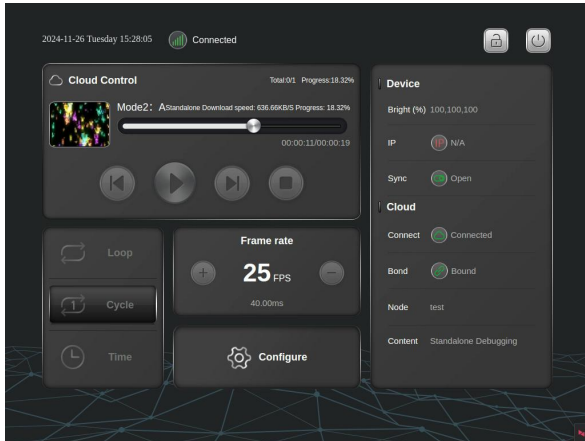 2024-11-26 Tuesday 15:28:05
Connected
Cloud Control
Total:0/1 Progress:18.32%
Mode2: AStandalone Download speed: 636.66KB/S Progress: 18.32%
00:00:11/00:00:19
Loop
1
Cycle
Time
Frame rate
+ 25 FPS −
40.00ms
Configure
Device
Bright (%) 100,100,100
IP IP N/A
Sync Open
Cloud
Connect Connected
Bond Bound
Node test
Content Standalone Debugging